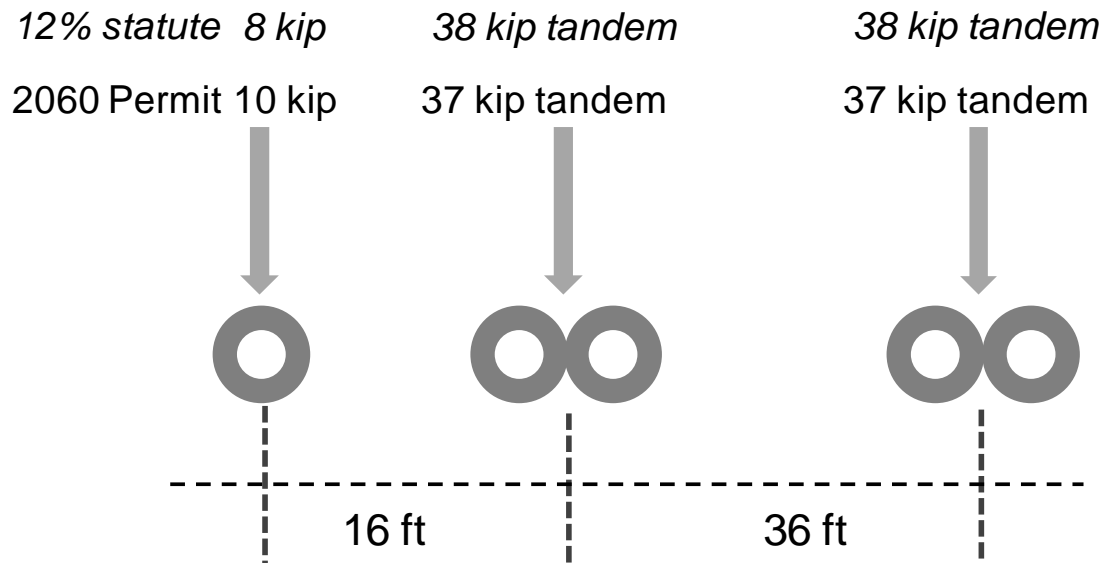 12% statute 8 kip 38 kip tandem 38 kip tandem
2060 Permit 10 kip 37 kip tandem 37 kip tandem
16 ft 36 ft